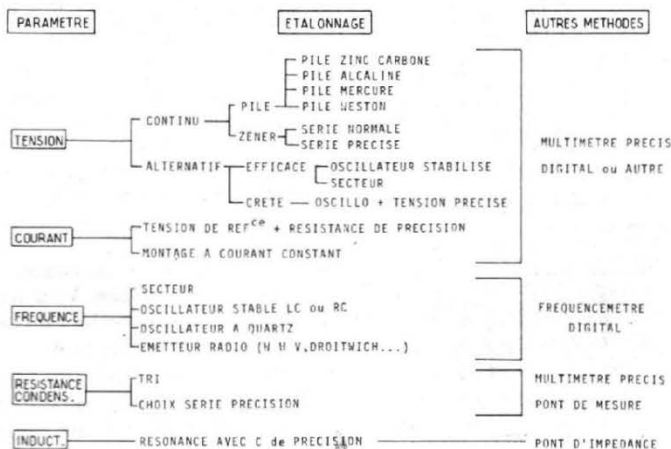 PARAMETRE ETALONNAGE AUTRES METHODES
PILE ZINC CARBONE
PILE ALCALINE
PILE MERCURE
PILE WESTON
PILE
CONTINU
ZENER
SERIE NORMALE
SERIE PRECISE
TENSION
ALTERNATIF
EFFICACE
OSCILLATEUR STABILISE
SECTEUR
CRETE
OSCILLO + TENSION PRECISE
MULTIMETRE PRECIS
DIGITAL ou AUTRE
COURANT
TENSION DE REFce + RESISTANCE DE PRECISION
MONTAGE A COURANT CONSTANT
FREQUENCE
SECTEUR
OSCILLATEUR STABLE LC ou RC
OSCILLATEUR A QUARTZ
EMETTEUR RADIO (W W V,DROITWICH...)
FREQUENCEMETRE
DIGITAL
RESISTANCE
CONDENS.
TRI
CHOIX SERIE PRECISION
MULTIMETRE PRECIS
PONT DE MESURE
INDUCT.
RESONANCE AVEC C de PRECISION
PONT D'IMPEDANCE